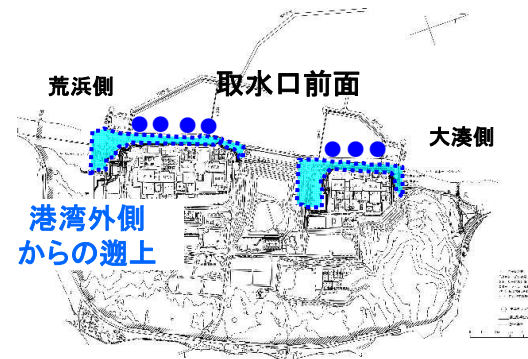 荒浜側
取水口前面
大湊側
港湾外側
からの遡上